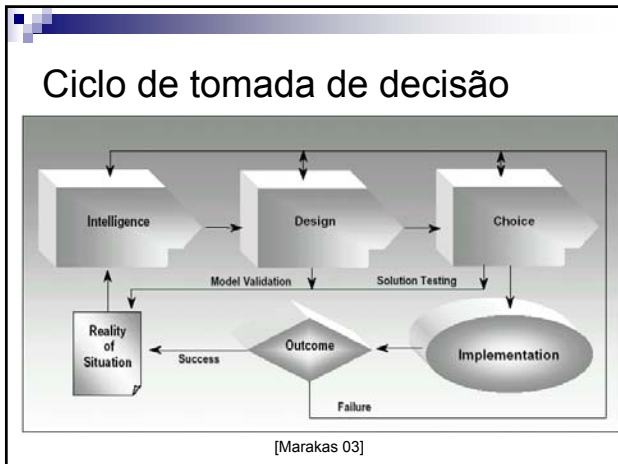 Ciclo de tomada de decisão
Intelligence
Design
Choice
Model Validation
Solution Testing
Reality
of
Situation
Success
Outcome
Implementation
Failure
[Marakas 03]